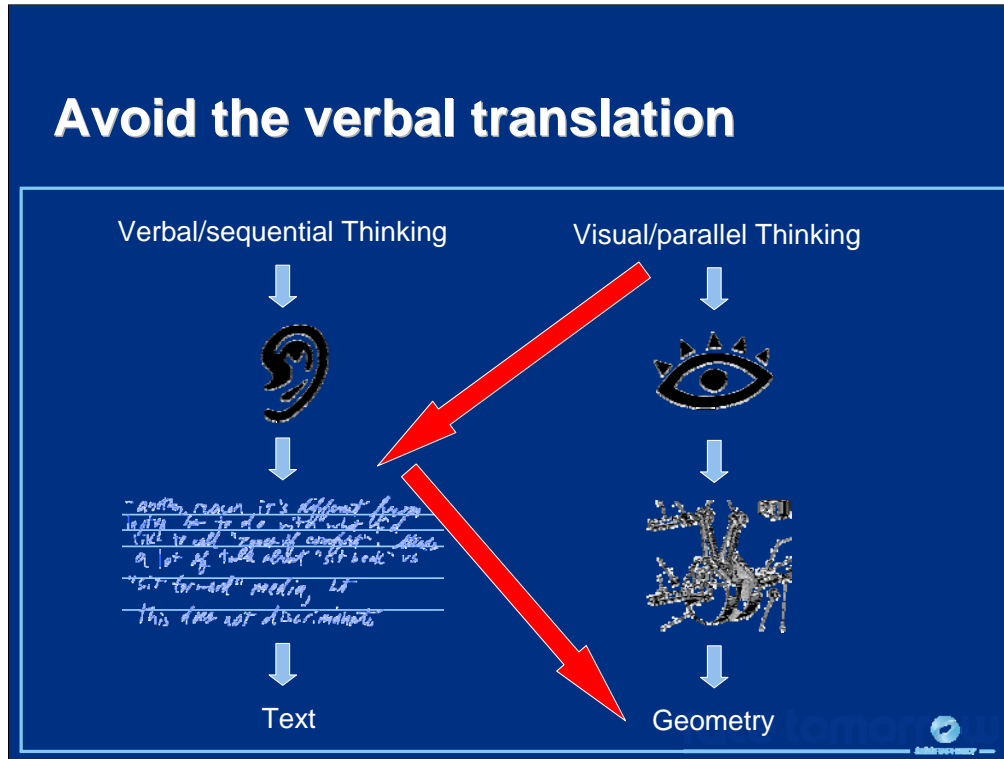 Avoid the verbal translation
Verbal/sequential Thinking
Visual/parallel Thinking
- another reason it's different
to do with what I'd
like to call "zones of comfort".
a lot of talk about "sit back" vs
"sit forward" media, but
this does not discriminate
Text
Geometry
tomorrow